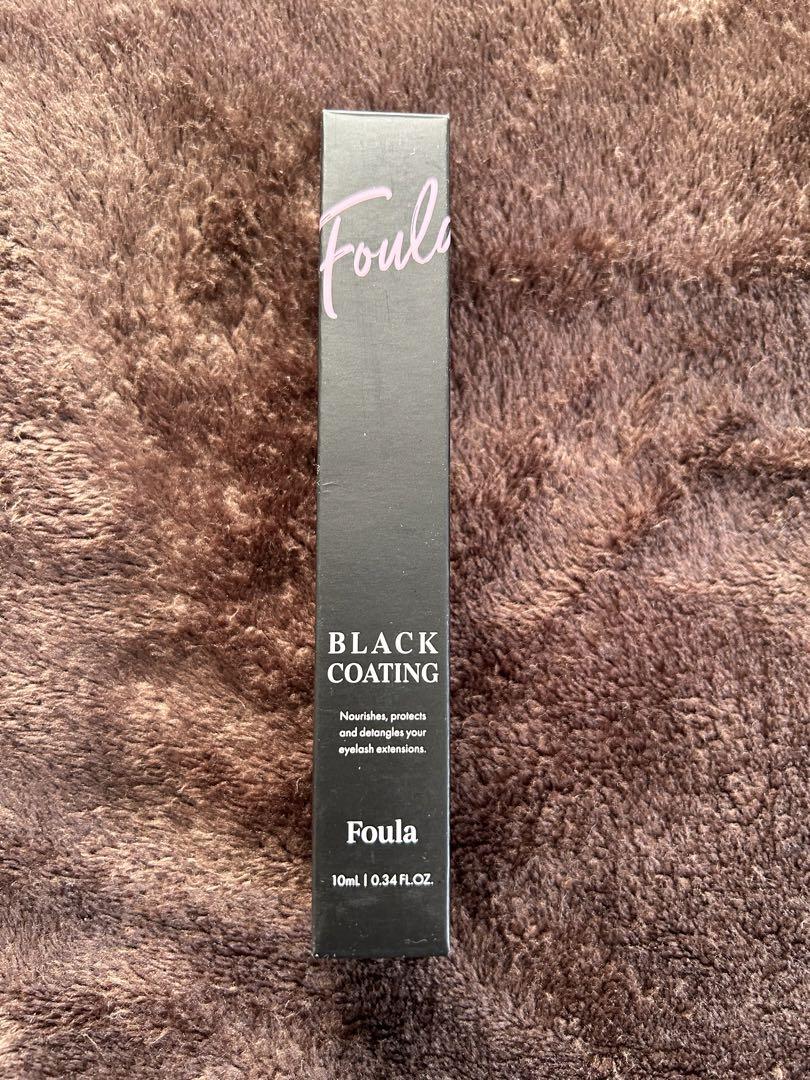 Foula
BLACK
COATING
Nourishes, protects
and detangles your
eyelash extensions.
Foula
10mL | 0.34 FL.OZ.